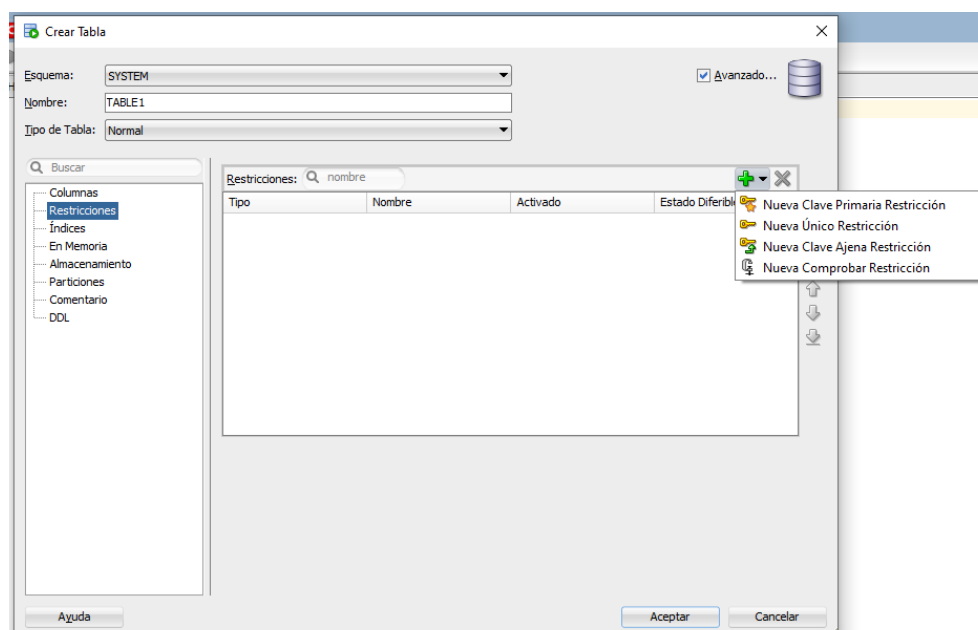 Crear Tabla
Esquema: SYSTEM
Avanzado...
Nombre: TABLE1
Tipo de Tabla: Normal
Buscar
Columnas
Restricciones
Índices
En Memoria
Almacenamiento
Particiones
Comentario
DDL
Restricciones: nombre
Tipo Nombre Activado Estado Diferible
Nueva Clave Primaria Restricción
Nueva Único Restricción
Nueva Clave Ajena Restricción
Nueva Comprobar Restricción
Ayuda Aceptar Cancelar